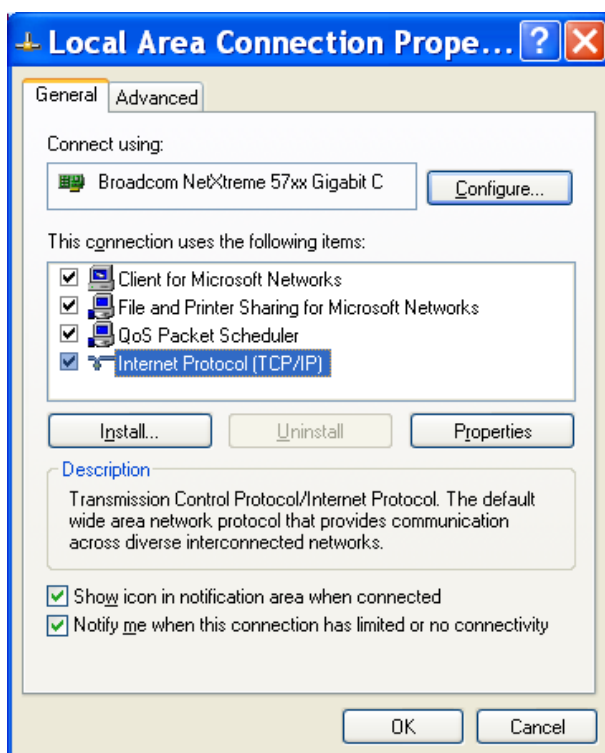 Local Area Connection Prope...
General
Advanced
Connect using:
Broadcom NetXtreme 57xx Gigabit C
Configure...
This connection uses the following items:
Client for Microsoft Networks
File and Printer Sharing for Microsoft Networks
QoS Packet Scheduler
Internet Protocol (TCP/IP)
Install...
Uninstall
Properties
Description
Transmission Control Protocol/Internet Protocol. The default
wide area network protocol that provides communication
across diverse interconnected networks.
Show icon in notification area when connected
Notify me when this connection has limited or no connectivity
OK
Cancel